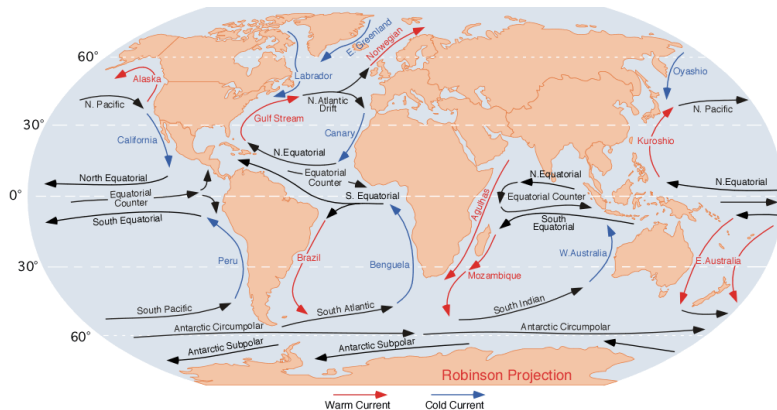 E. Greenland
Norwegian
60°
Alaska
Labrador
Oyashio
N. Pacific
N.Atlantic
Drift
N. Pacific
Gulf Stream
30°
California
Canary
Kuroshio
N.Equatorial
North Equatorial
Equatorial
Counter
N.Equatorial
N.Equatorial
0°
Equatorial
Counter
S. Equatorial
Agulhas
Equatorial Counter
South Equatorial
South
Equatorial
Peru
Brazil
Benguela
W.Australia
E.Australia
30°
Mozambique
South Pacific
South Atlantic
South Indian
Antarctic Circumpolar
Antarctic Circumpolar
60°
Antarctic Subpolar
Antarctic Subpolar
Robinson Projection
Warm Current
Cold Current